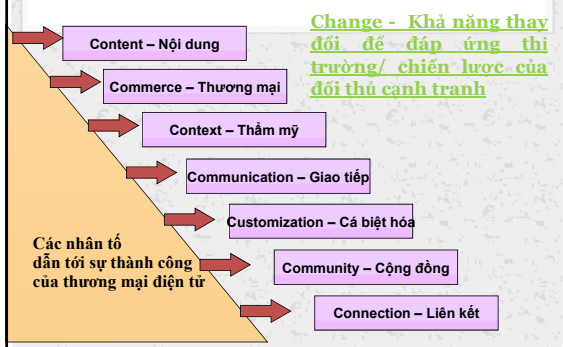 Change - Khả năng thay
đổi để đáp ứng thị
trường/ chiến lược của
đối thủ cạnh tranh
Content – Nội dung
Commerce – Thương mại
Context – Thẩm mỹ
Communication – Giao tiếp
Customization – Cá biệt hóa
Community – Cộng đồng
Connection – Liên kết
Các nhân tố
dẫn tới sự thành công
của thương mại điện tử